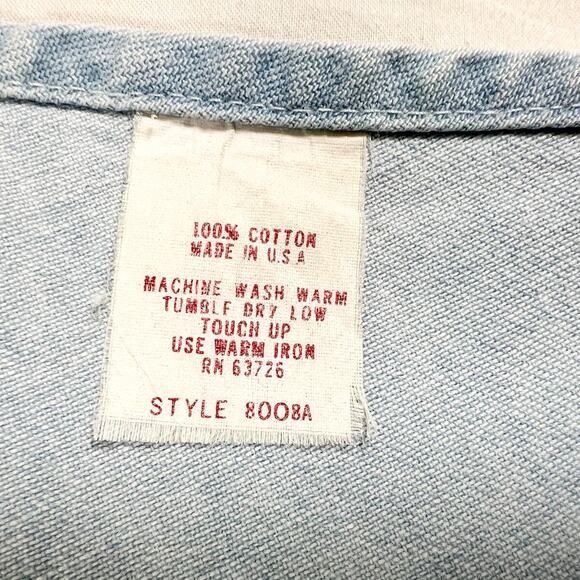 100% COTTON
MADE IN U.S.A
MACHINE WASH WARM
TUMBLE DRY LOW
TOUCH UP
USE WARM IRON
RN 63726
STYLE 8008A